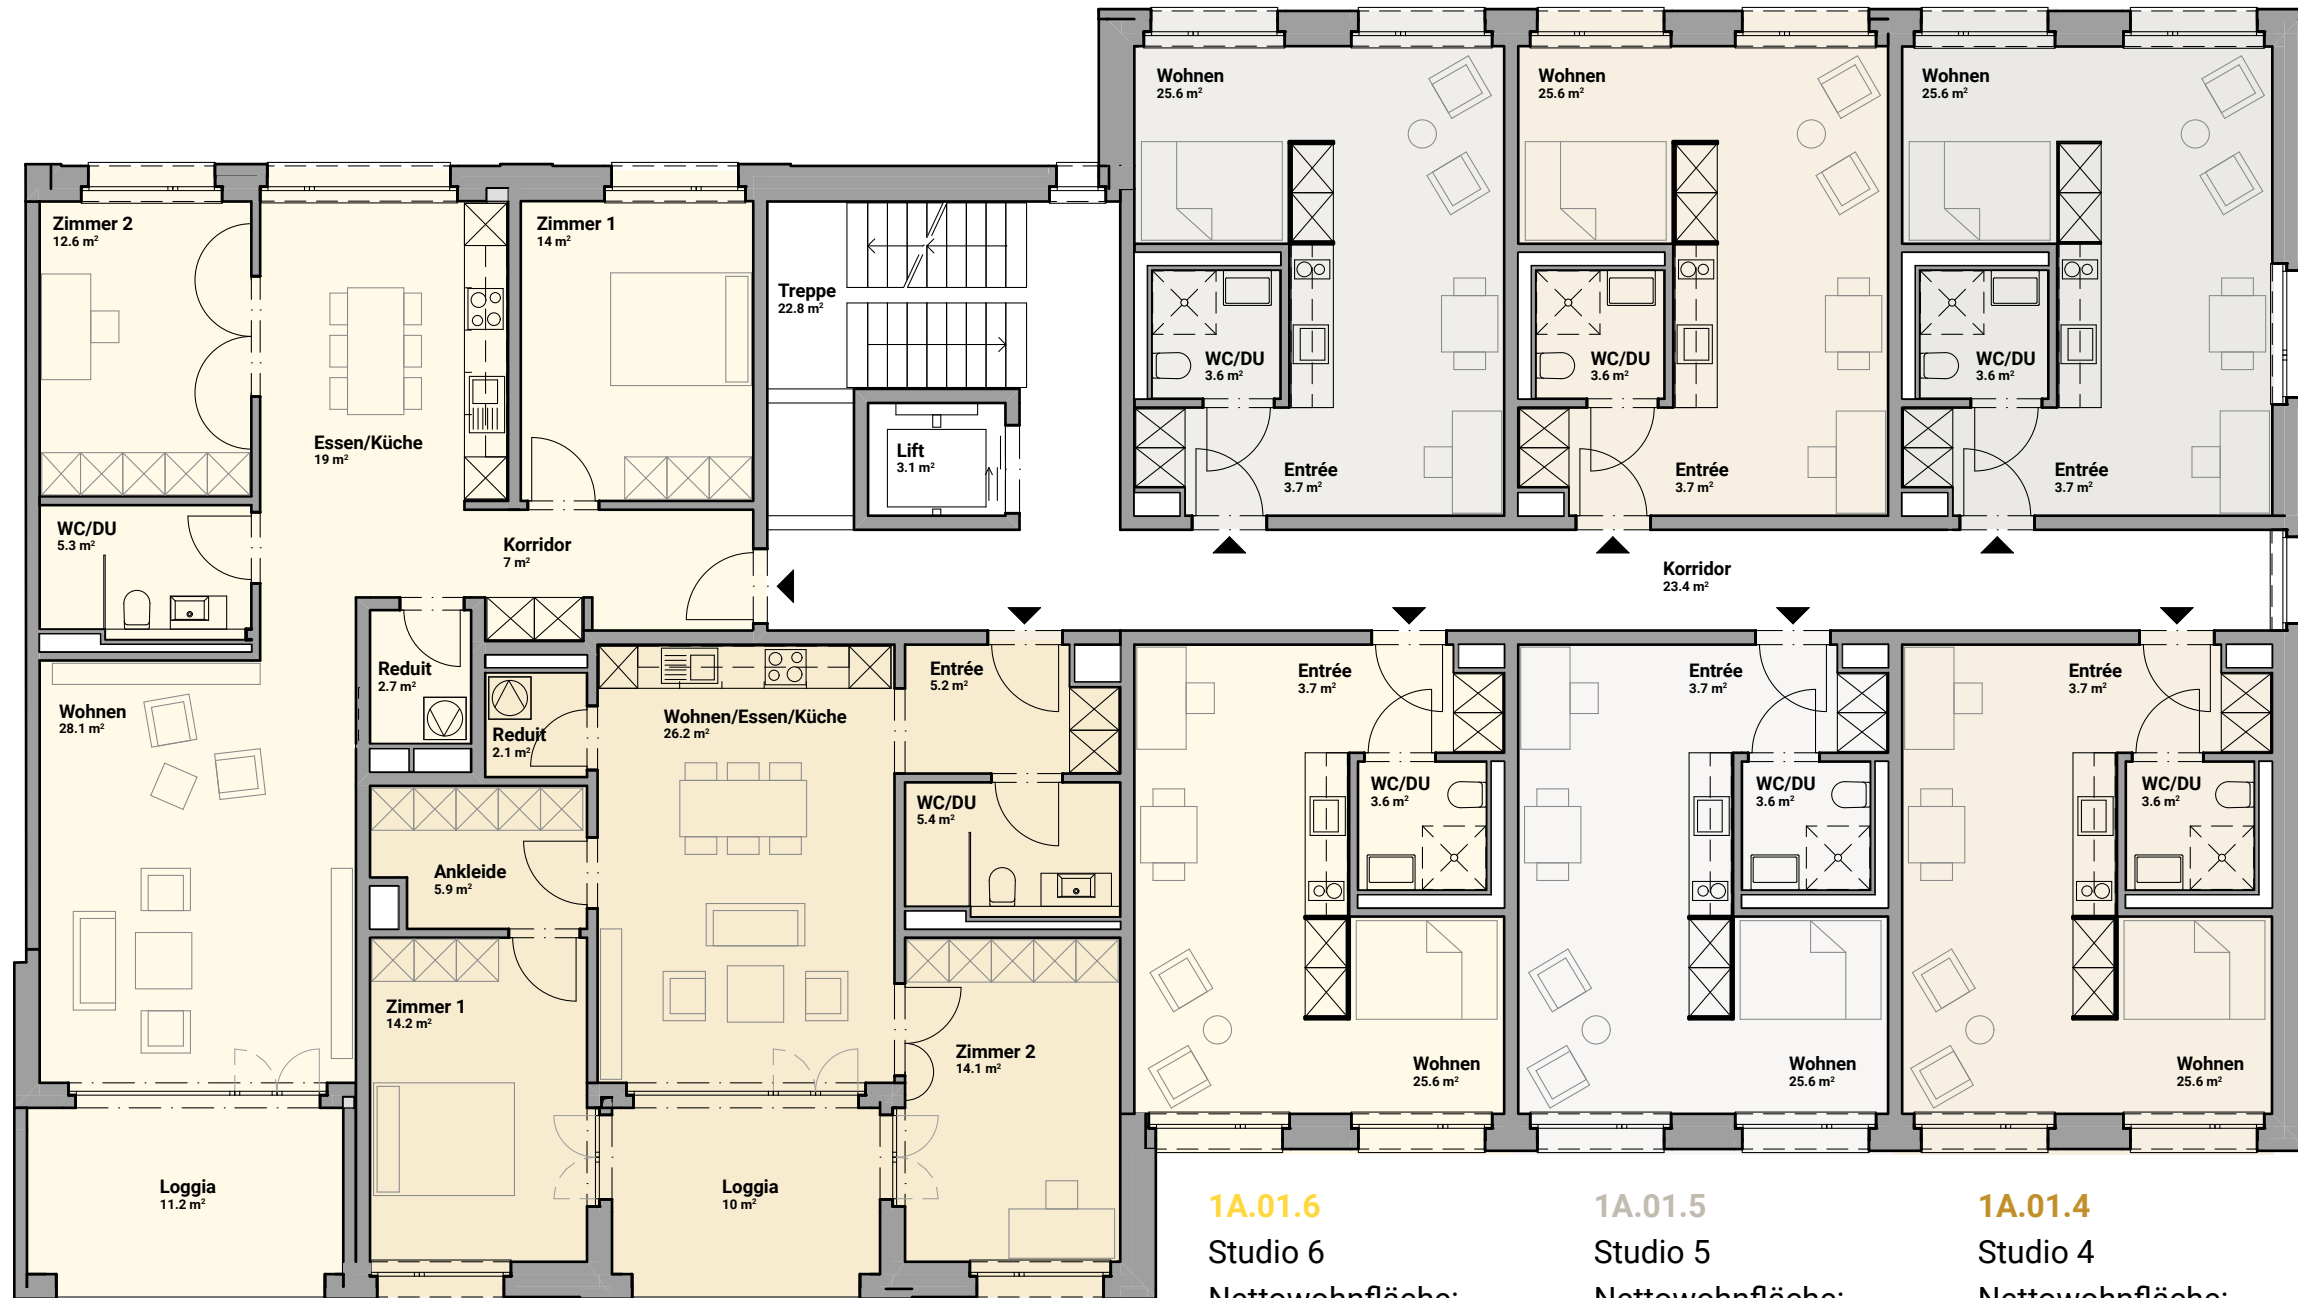 Wohnen
25.6 m²
Wohnen
25.6 m²
Wohnen
25.6 m²
Zimmer 2
12.6 m²
Zimmer 1
14 m²
Treppe
22.8 m²
WC/DU
3.6 m²
WC/DU
3.6 m²
WC/DU
3.6 m²
Essen/Küche
19 m²
Lift
3.1 m²
Entrée
3.7 m²
Entrée
3.7 m²
Entrée
3.7 m²
WC/DU
5.3 m²
Korridor
7 m²
Korridor
23.4 m²
Reduit
2.7 m²
Entrée
5.2 m²
Entrée
3.7 m²
Entrée
3.7 m²
Entrée
3.7 m²
Wohnen
28.1 m²
Reduit
2.1 m²
Wohnen/Essen/Küche
26.2 m²
WC/DU
5.4 m²
WC/DU
3.6 m²
WC/DU
3.6 m²
WC/DU
3.6 m²
Ankleide
5.9 m²
Zimmer 1
14.2 m²
Zimmer 2
14.1 m²
Wohnen
25.6 m²
Wohnen
25.6 m²
Wohnen
25.6 m²
Loggia
11.2 m²
Loggia
10 m²
1A.01.6
Studio 6
Nettowohnfläche:
1A.01.5
Studio 5
Nettowohnfläche:
1A.01.4
Studio 4
Nettowohnfläche: